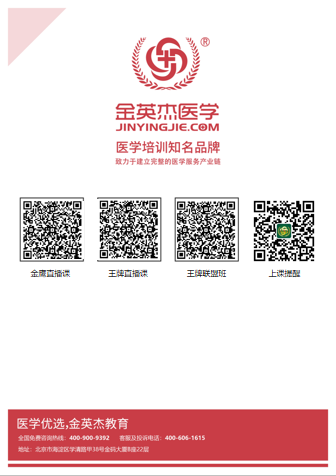 ®
金英杰医学
JINYINGJIE.COM
医学培训知名品牌
致力于建立完整的医学服务产业链
金鹰直播课
王牌直播课
王牌联盟班
上课提醒
医学优选,金英杰教育
全国免费咨询热线：400-900-9392 客服及投诉电话：400-606-1615
地址：北京市海淀区学清路甲38号金码大厦B座22层